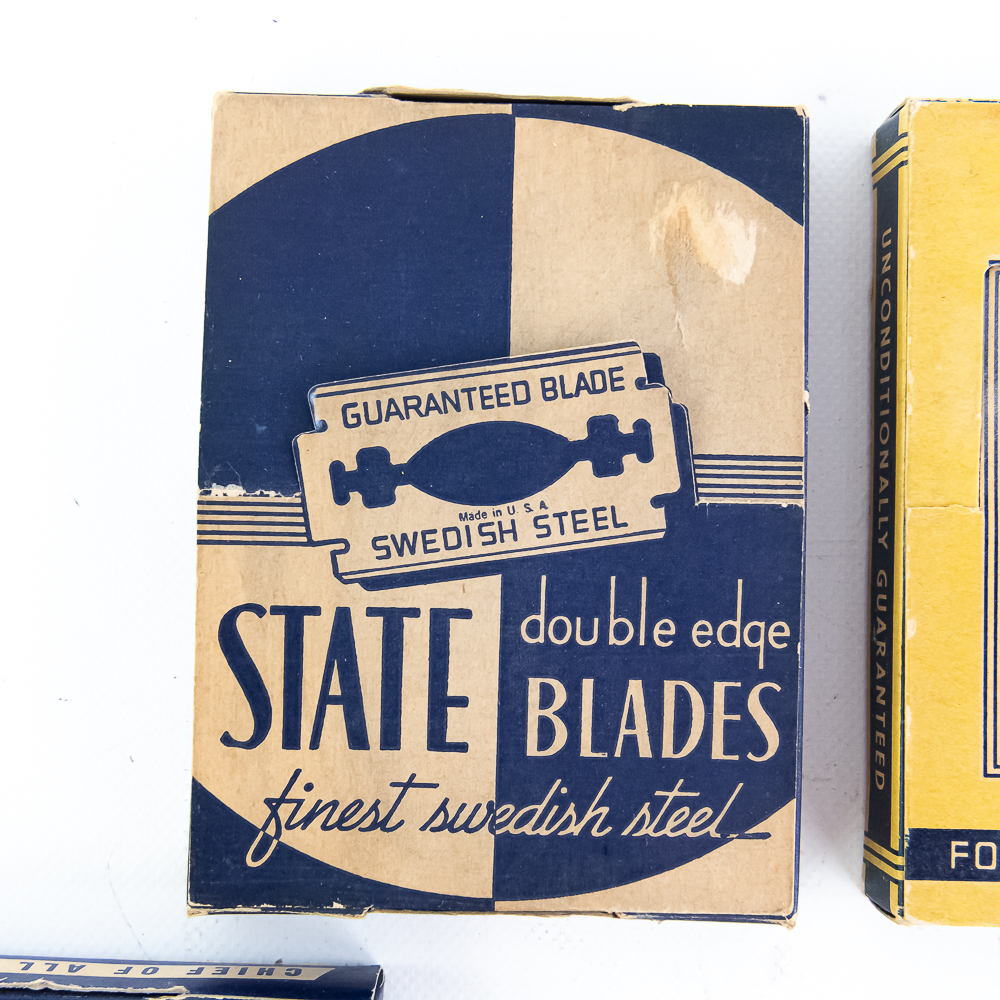 GUARANTEED BLADE
Made in U. S. A.
SWEDISH STEEL
STATE
double edge
BLADES
finest swedish steel
UNCONDITIONALLY GUARANTEED
FO
CHIEF OF ALL